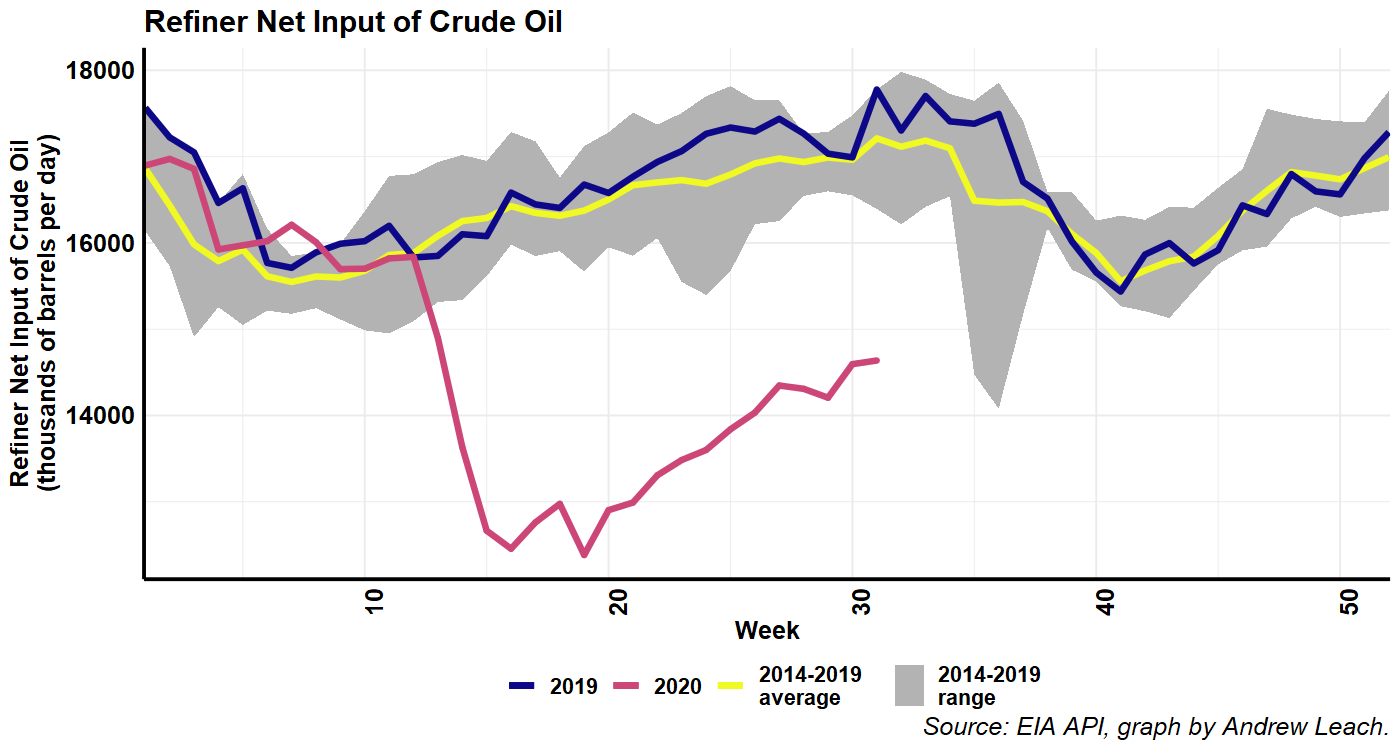 Refiner Net Input of Crude Oil
Refiner Net Input of Crude Oil
(thousands of barrels per day)
18000
16000
14000
10
20
30
40
50
Week
2019
2020
2014-2019
average
2014-2019
range
Source: EIA API, graph by Andrew Leach.